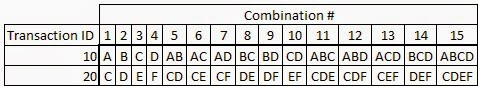 Combination #
Transaction ID 1 2 3 4 5 6 7 8 9 10 11 12 13 14 15
10 A B C D AB AC AD BC BD CD ABC ABD ACD BCD ABCD
20 C D E F CD CE CF DE DF EF CDE CDF CEF DEF CDEF